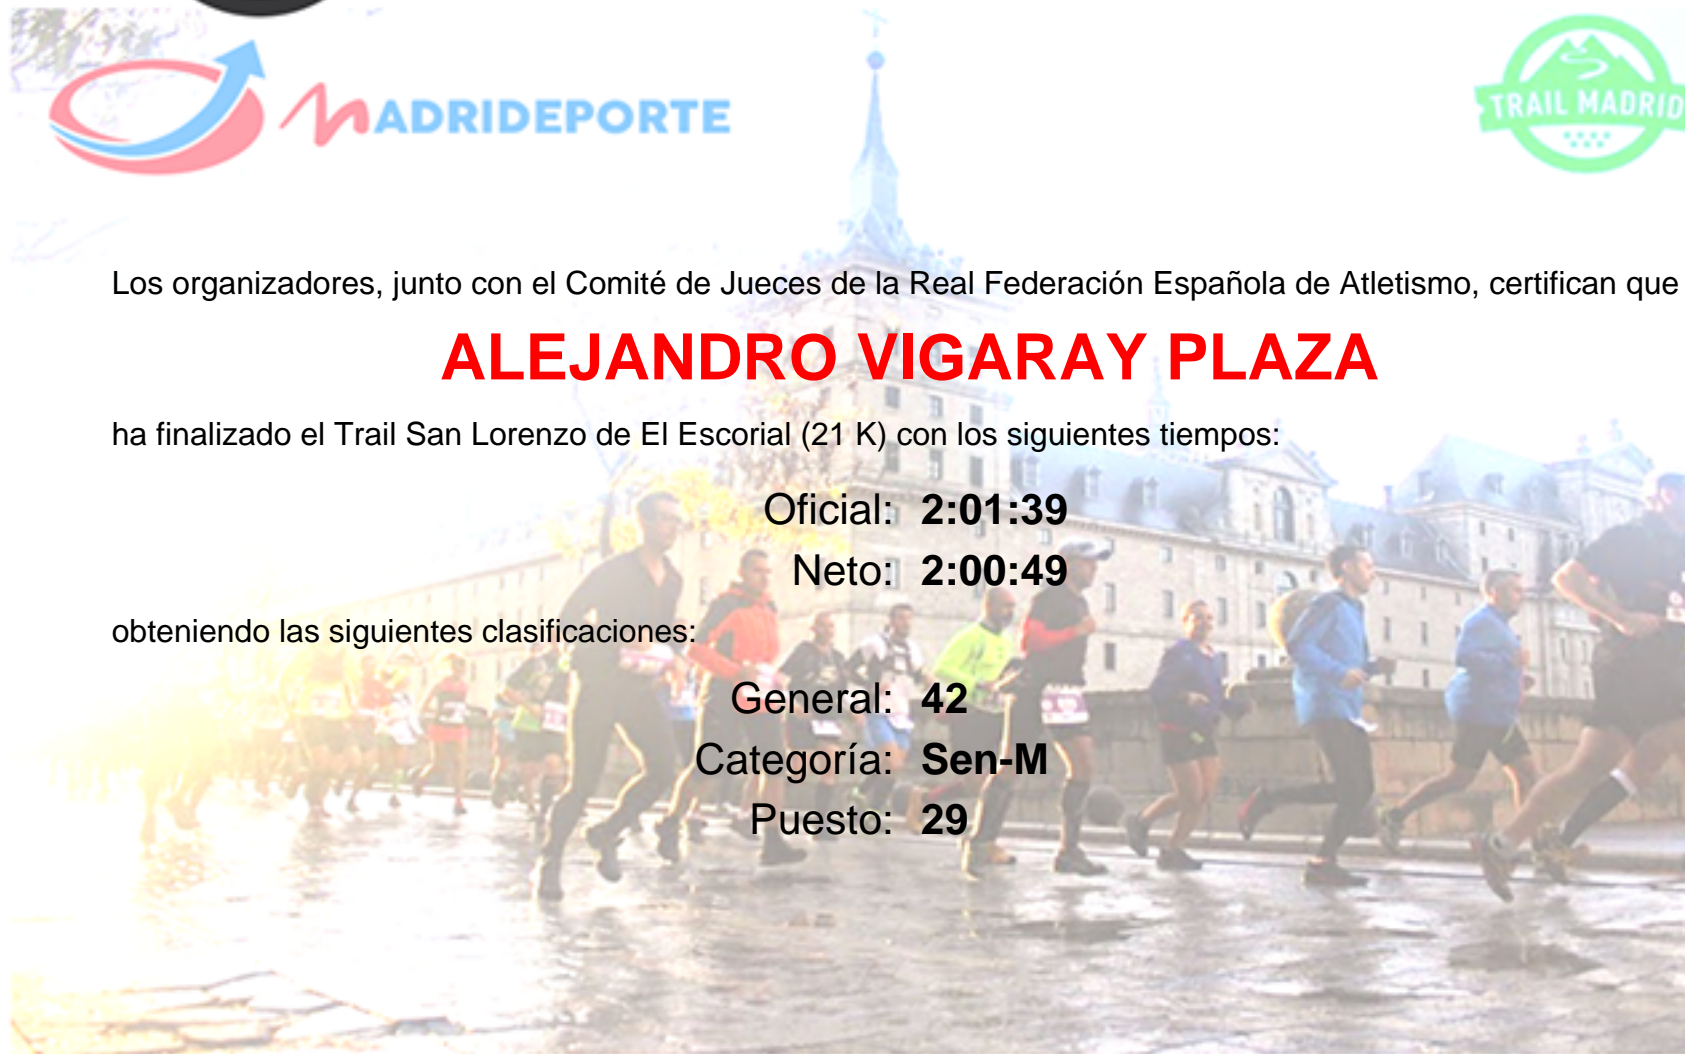 MADRIDEPORTE
TRAIL MADRID
Los organizadores, junto con el Comité de Jueces de la Real Federación Española de Atletismo, certifican que
ALEJANDRO VIGARAY PLAZA
ha finalizado el Trail San Lorenzo de El Escorial (21 K) con los siguientes tiempos:
Oficial: 2:01:39
Neto: 2:00:49
obteniendo las siguientes clasificaciones:
General: 42
Categoría: Sen-M
Puesto: 29